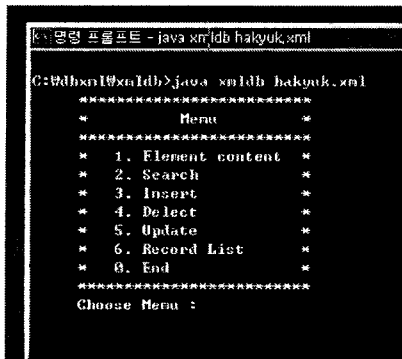 명령 프롬프트 - java xmldb hakyuk.xml
C:₩dbxml₩xmldb>java xmldb hakyuk.xml
*************************
* Menu *
*************************
* 1. Element content *
* 2. Search *
* 3. Insert *
* 4. Delect *
* 5. Update *
* 6. Record List *
* 0. End *
*************************
Choose Menu :